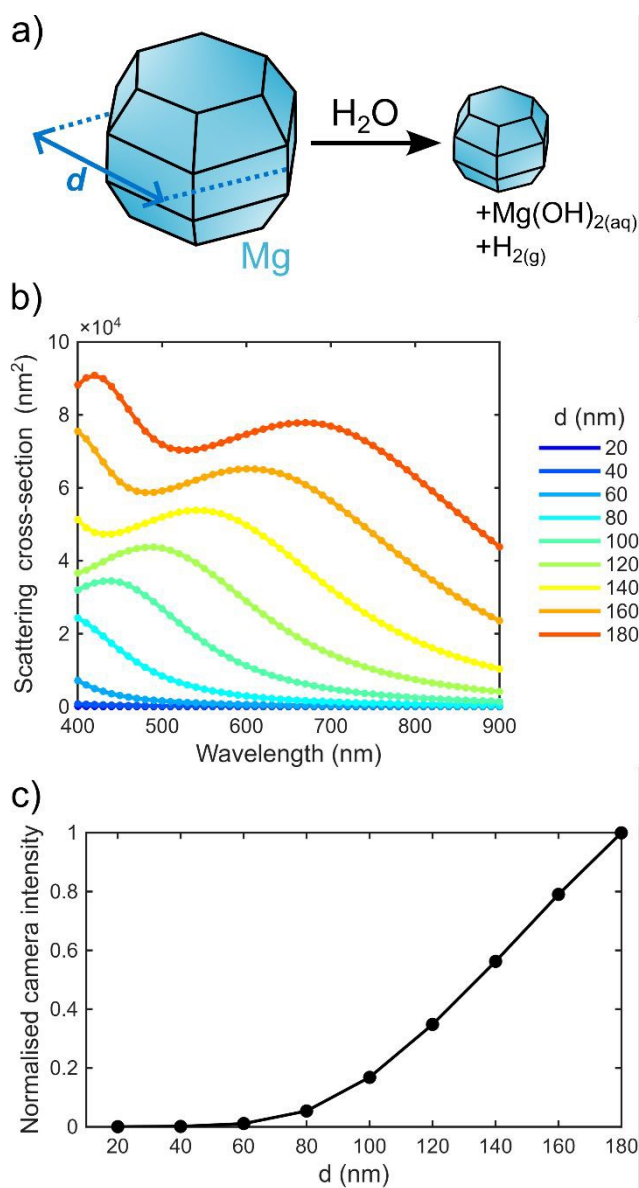 a)
H₂O
d
Mg
+Mg(OH)₂₍aq₎
+H₂₍g₎
b)
×10⁴
10
8
6
4
2
0
Scattering cross-section (nm²)
400 500 600 700 800 900
Wavelength (nm)
d (nm)
20
40
60
80
100
120
140
160
180
c)
1
0.8
0.6
0.4
0.2
0
Normalised camera intensity
20 40 60 80 100 120 140 160 180
d (nm)